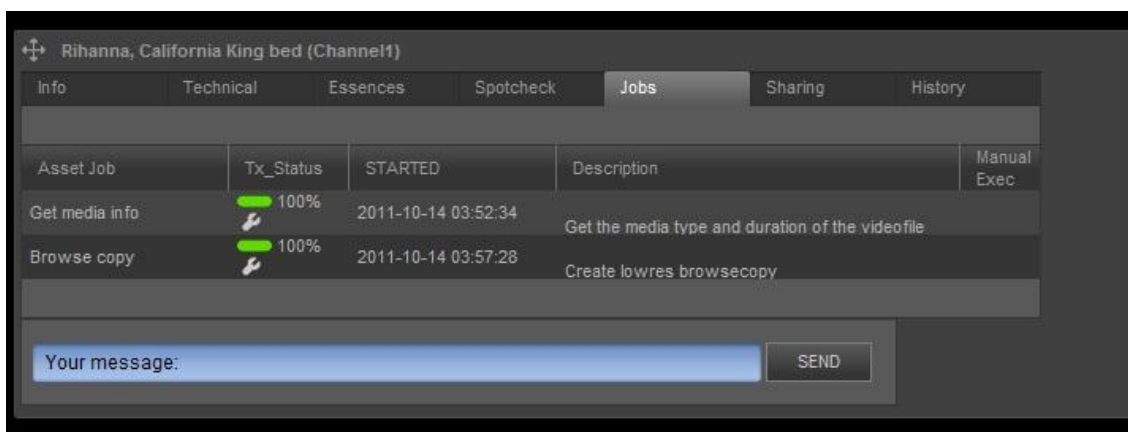 Rihanna, California King bed (Channel1)
Info Technical Essences Spotcheck Jobs Sharing History
Asset Job Tx_Status STARTED Description Manual Exec
Get media info 100% 2011-10-14 03:52:34 Get the media type and duration of the videofile
Browse copy 100% 2011-10-14 03:57:28 Create lowres browsecopy
Your message: SEND